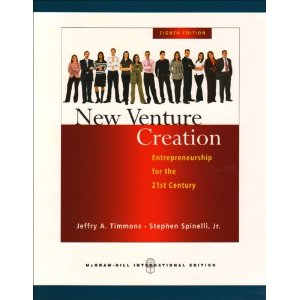 EIGHTH EDITION
New Venture
Creation
Entrepreneurship
for the
21st Century
Jeffry A. Timmons · Stephen Spinelli, Jr.
McGRAW-HILL INTERNATIONAL EDITION